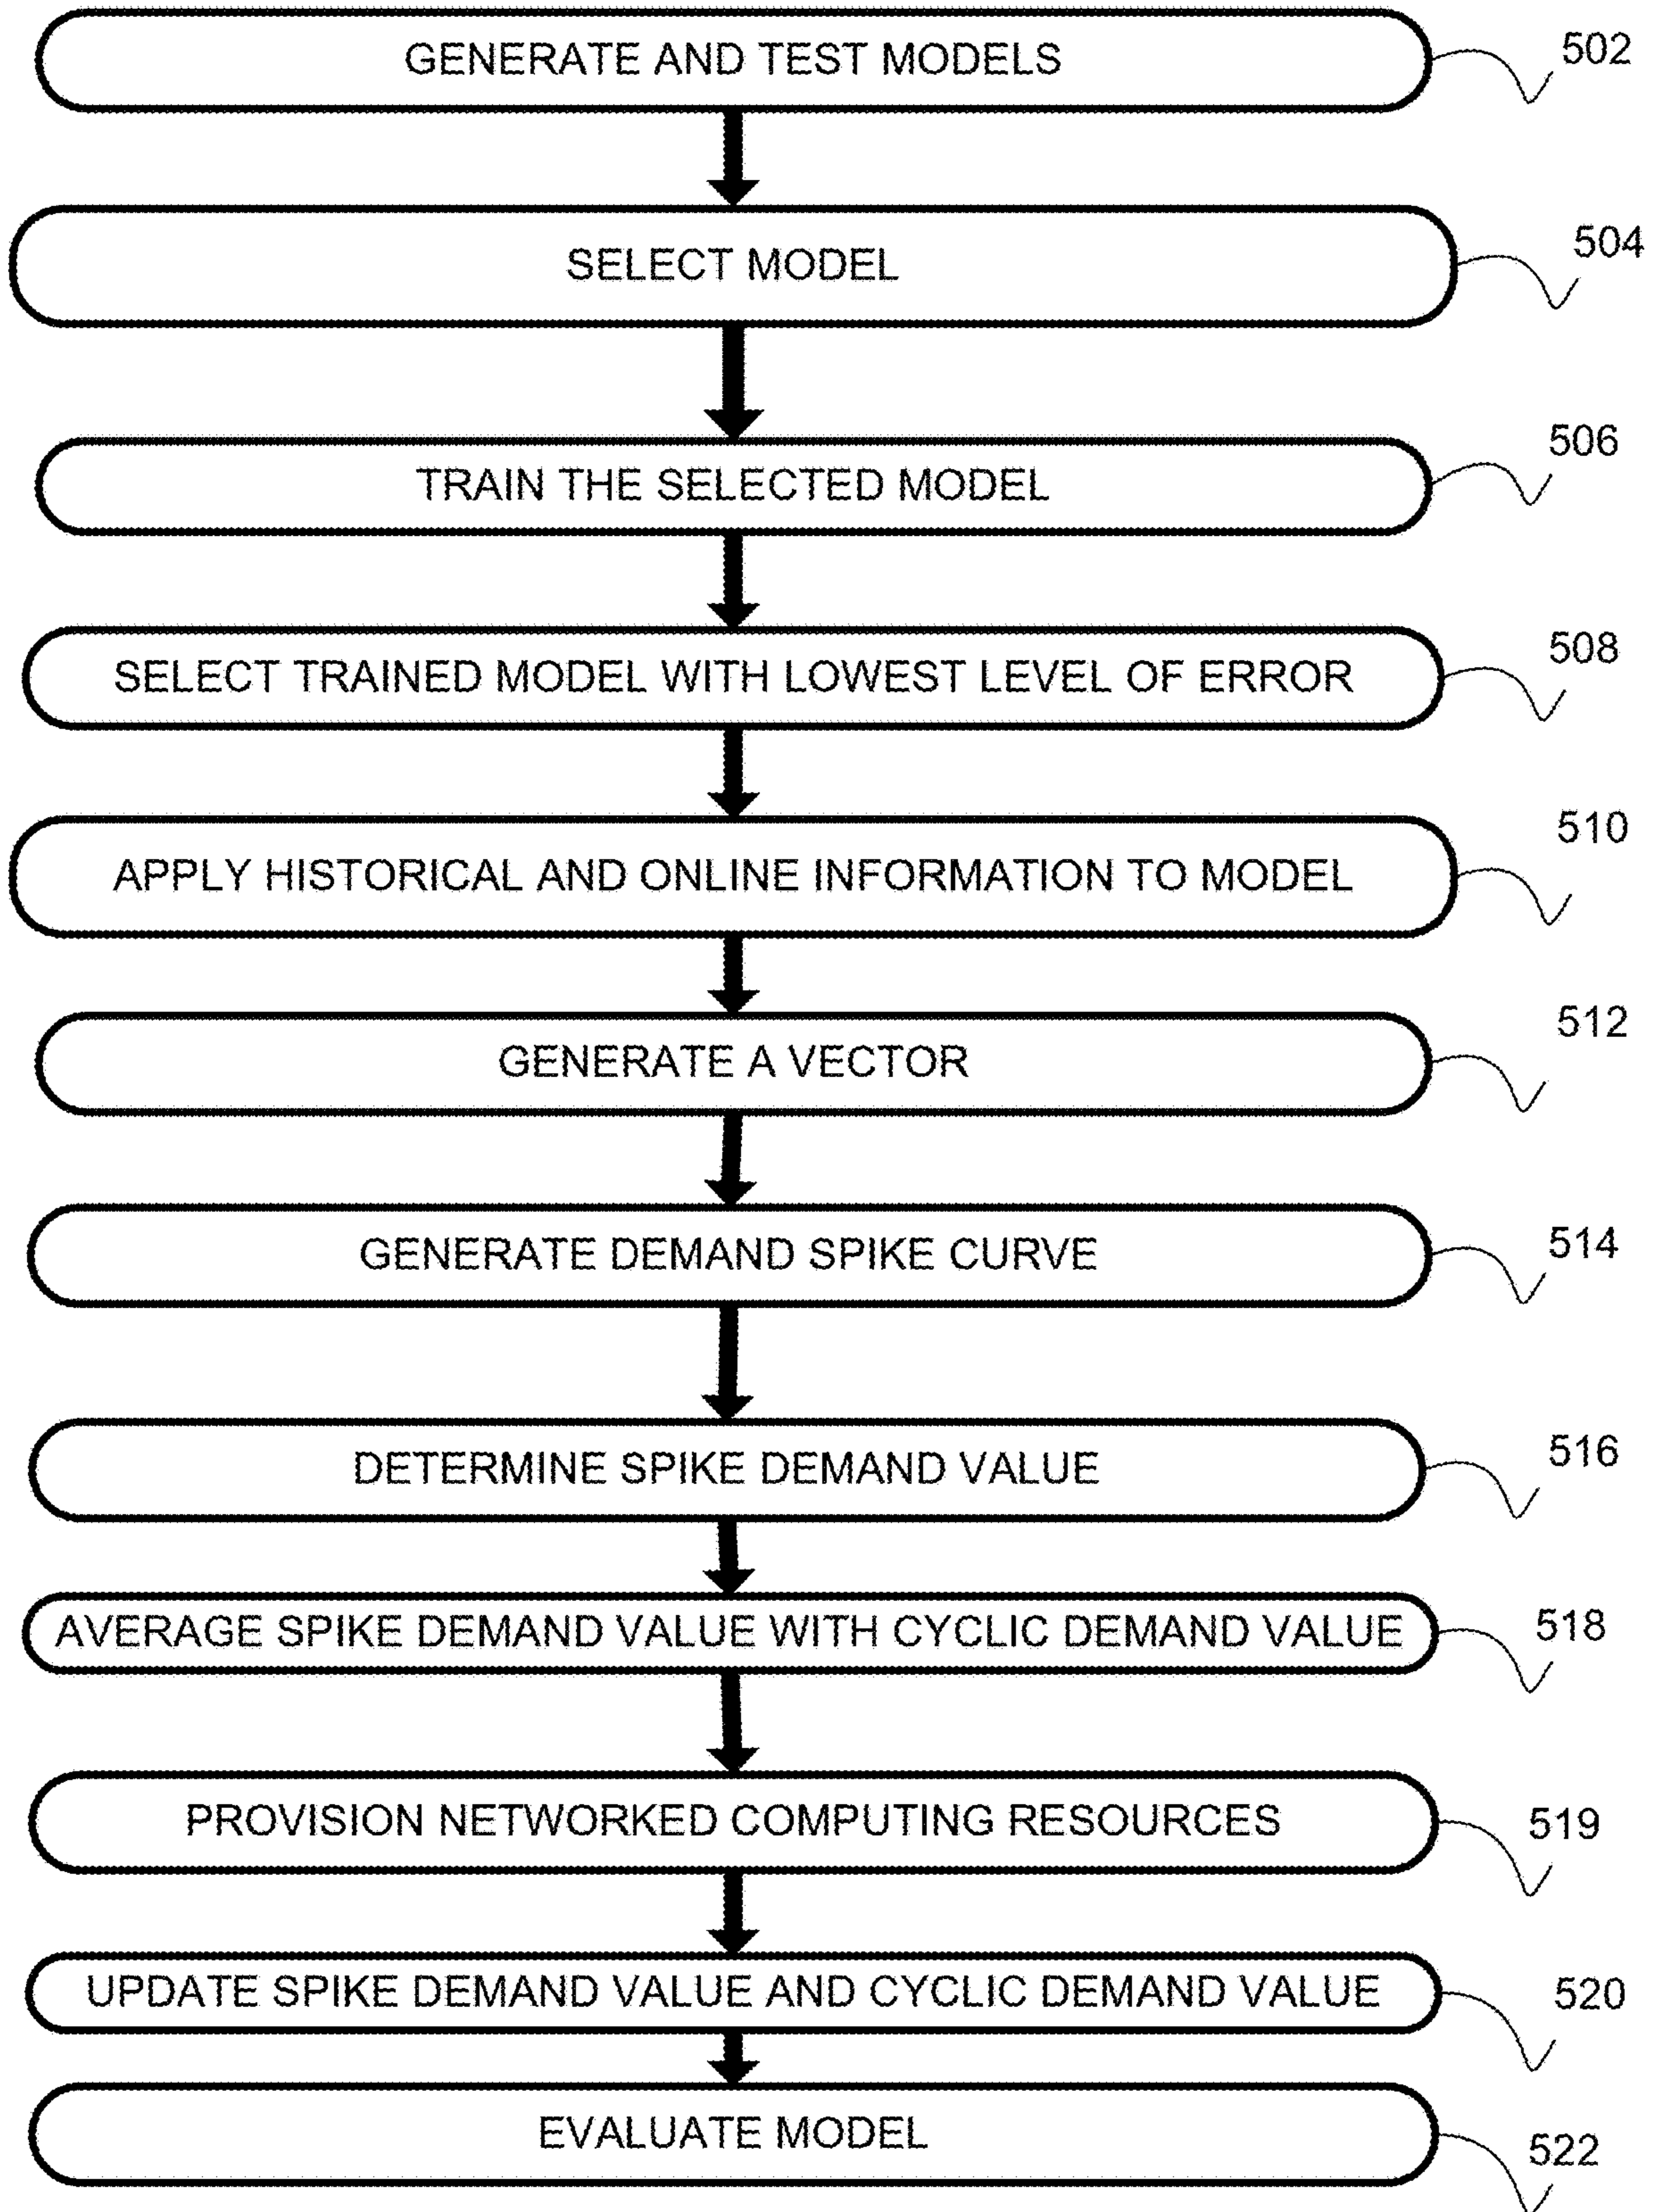 GENERATE AND TEST MODELS
502
SELECT MODEL
504
TRAIN THE SELECTED MODEL
506
SELECT TRAINED MODEL WITH LOWEST LEVEL OF ERROR
508
APPLY HISTORICAL AND ONLINE INFORMATION TO MODEL
510
GENERATE A VECTOR
512
GENERATE DEMAND SPIKE CURVE
514
DETERMINE SPIKE DEMAND VALUE
516
AVERAGE SPIKE DEMAND VALUE WITH CYCLIC DEMAND VALUE
518
PROVISION NETWORKED COMPUTING RESOURCES
519
UPDATE SPIKE DEMAND VALUE AND CYCLIC DEMAND VALUE
520
EVALUATE MODEL
522